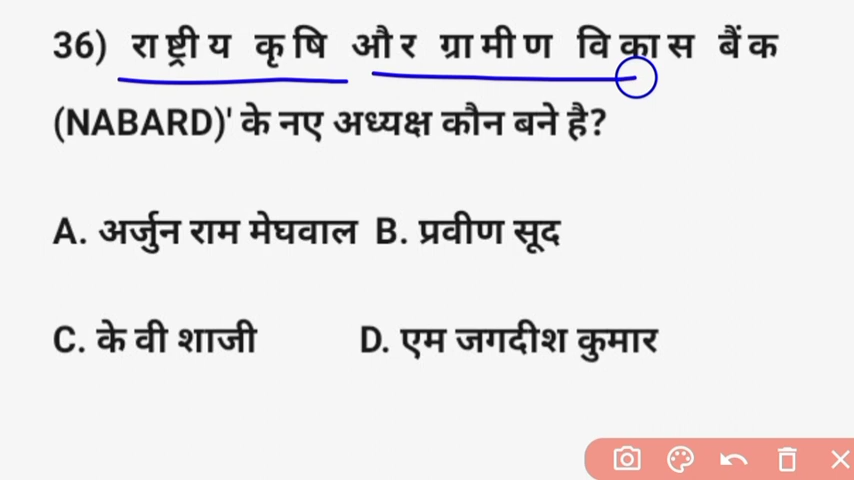 36) राष्ट्रीय कृषि और ग्रामीण विकास बैंक
(NABARD)' के नए अध्यक्ष कौन बने है?
A. अर्जुन राम मेघवाल B. प्रवीण सूद
C. के वी शाजी D. एम जगदीश कुमार